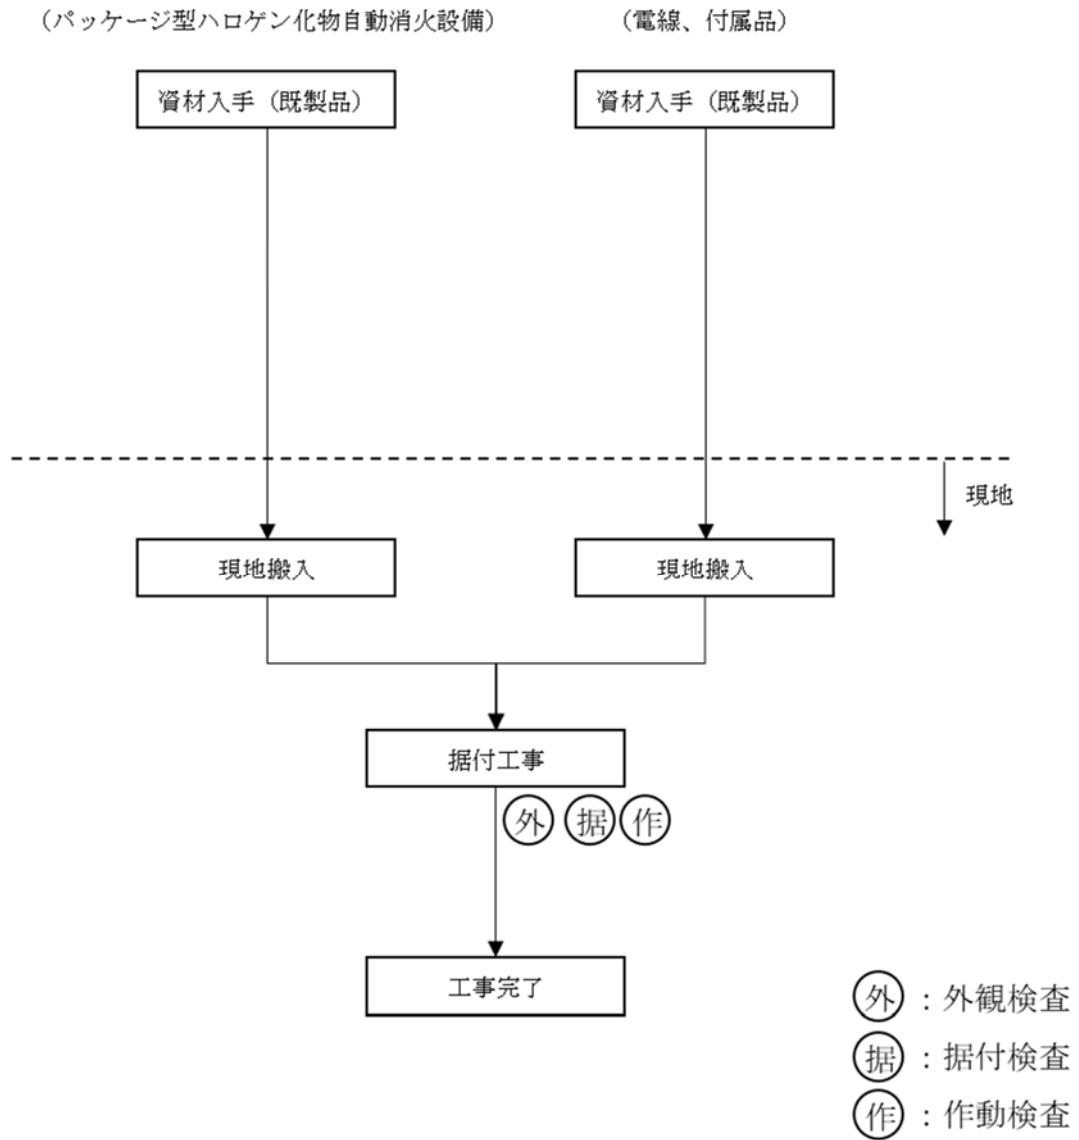 (パッケージ型ハロゲン化物自動消火設備)
(電線、付属品)
資材入手(既製品)
資材入手(既製品)
現地
現地搬入
現地搬入
据付工事
外 据 作
工事完了
外:外観検査
据:据付検査
作:作動検査